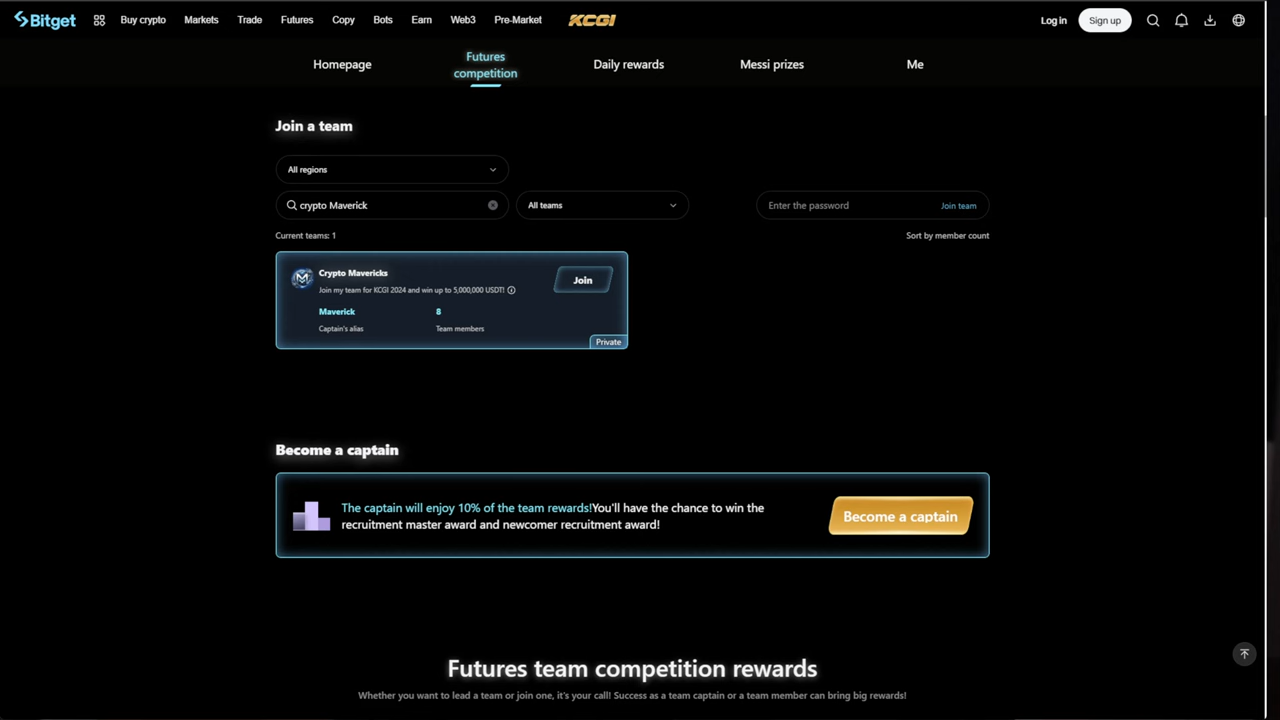 Bitget
Buy crypto
Markets
Trade
Futures
Copy
Bots
Earn
Web3
Pre-Market
KCGI
Log in
Sign up
Homepage
Futures
competition
Daily rewards
Messi prizes
Me
Join a team
All regions
crypto Maverick
All teams
Enter the password
Join team
Current teams: 1
Sort by member count
Crypto Mavericks
Join my team for KCGI 2024 and win up to 5,000,000 USDT!
Join
Maverick
8
Captain's alias
Team members
Private
Become a captain
The captain will enjoy 10% of the team rewards!You'll have the chance to win the
recruitment master award and newcomer recruitment award!
Become a captain
Futures team competition rewards
Whether you want to lead a team or join one, it's your call! Success as a team captain or a team member can bring big rewards!